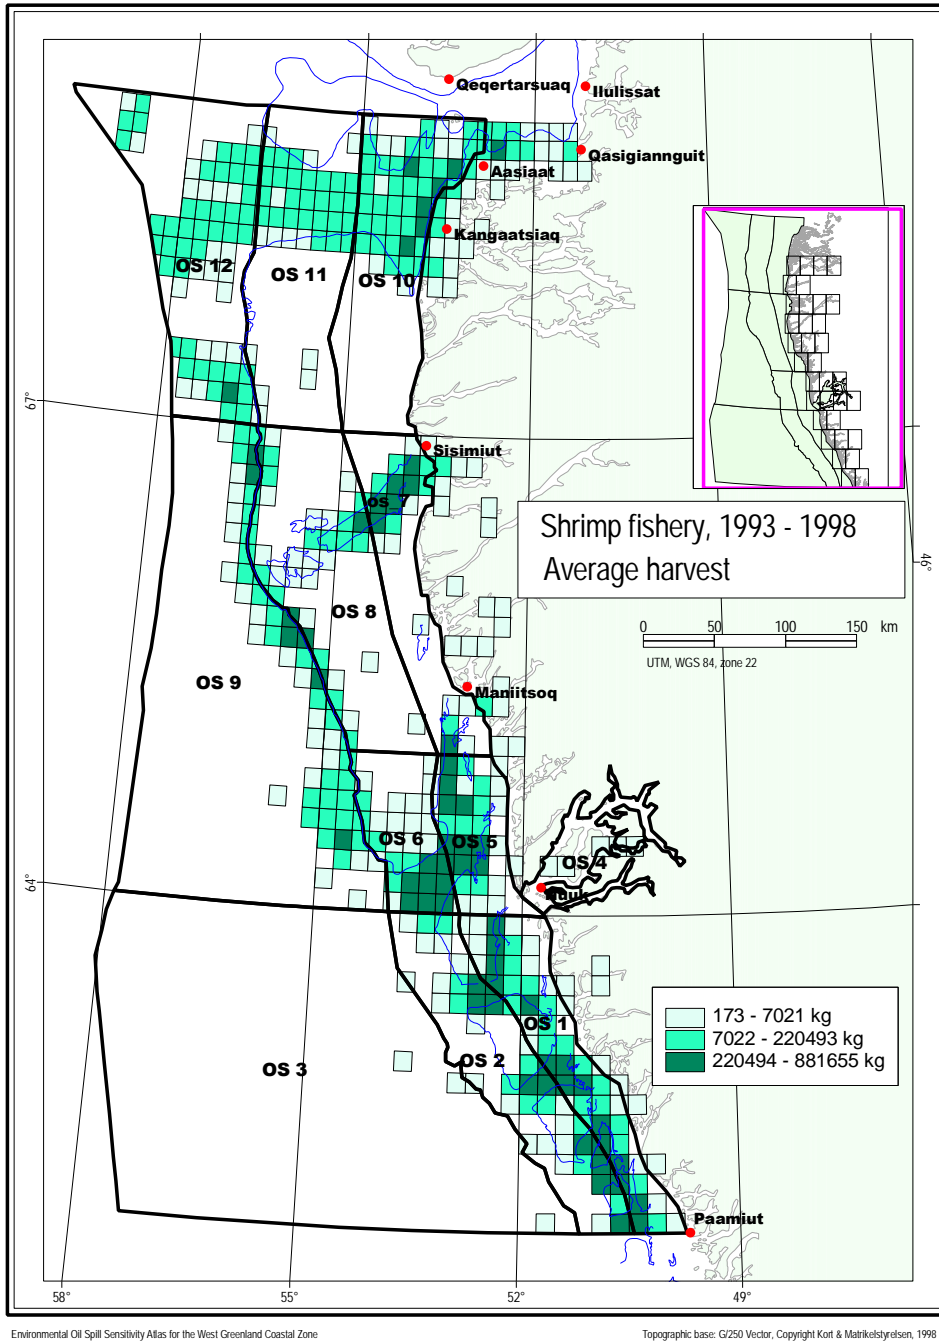 Qeqertarsuaq
Ilulissat
Qasigiannguit
Aasiaat
Kangaatsiaq
OS 12
OS 11
OS 10
67°
Sisimiut
os 7
Shrimp fishery, 1993 - 1998
Average harvest
46°
OS 8
0 50 100 150 km
UTM, WGS 84, zone 22
OS 9
Maniitsoq
OS 6
OS 5
OS 4
64°
Nuuk
173 - 7021 kg
7022 - 220493 kg
220494 - 881655 kg
OS 1
OS 2
OS 3
Paamiut
58° 55° 52° 49°
Environmental Oil Spill Sensitivity Atlas for the West Greenland Coastal Zone
Topographic base: G/250 Vector, Copyright Kort & Matrikelstyrelsen, 1998